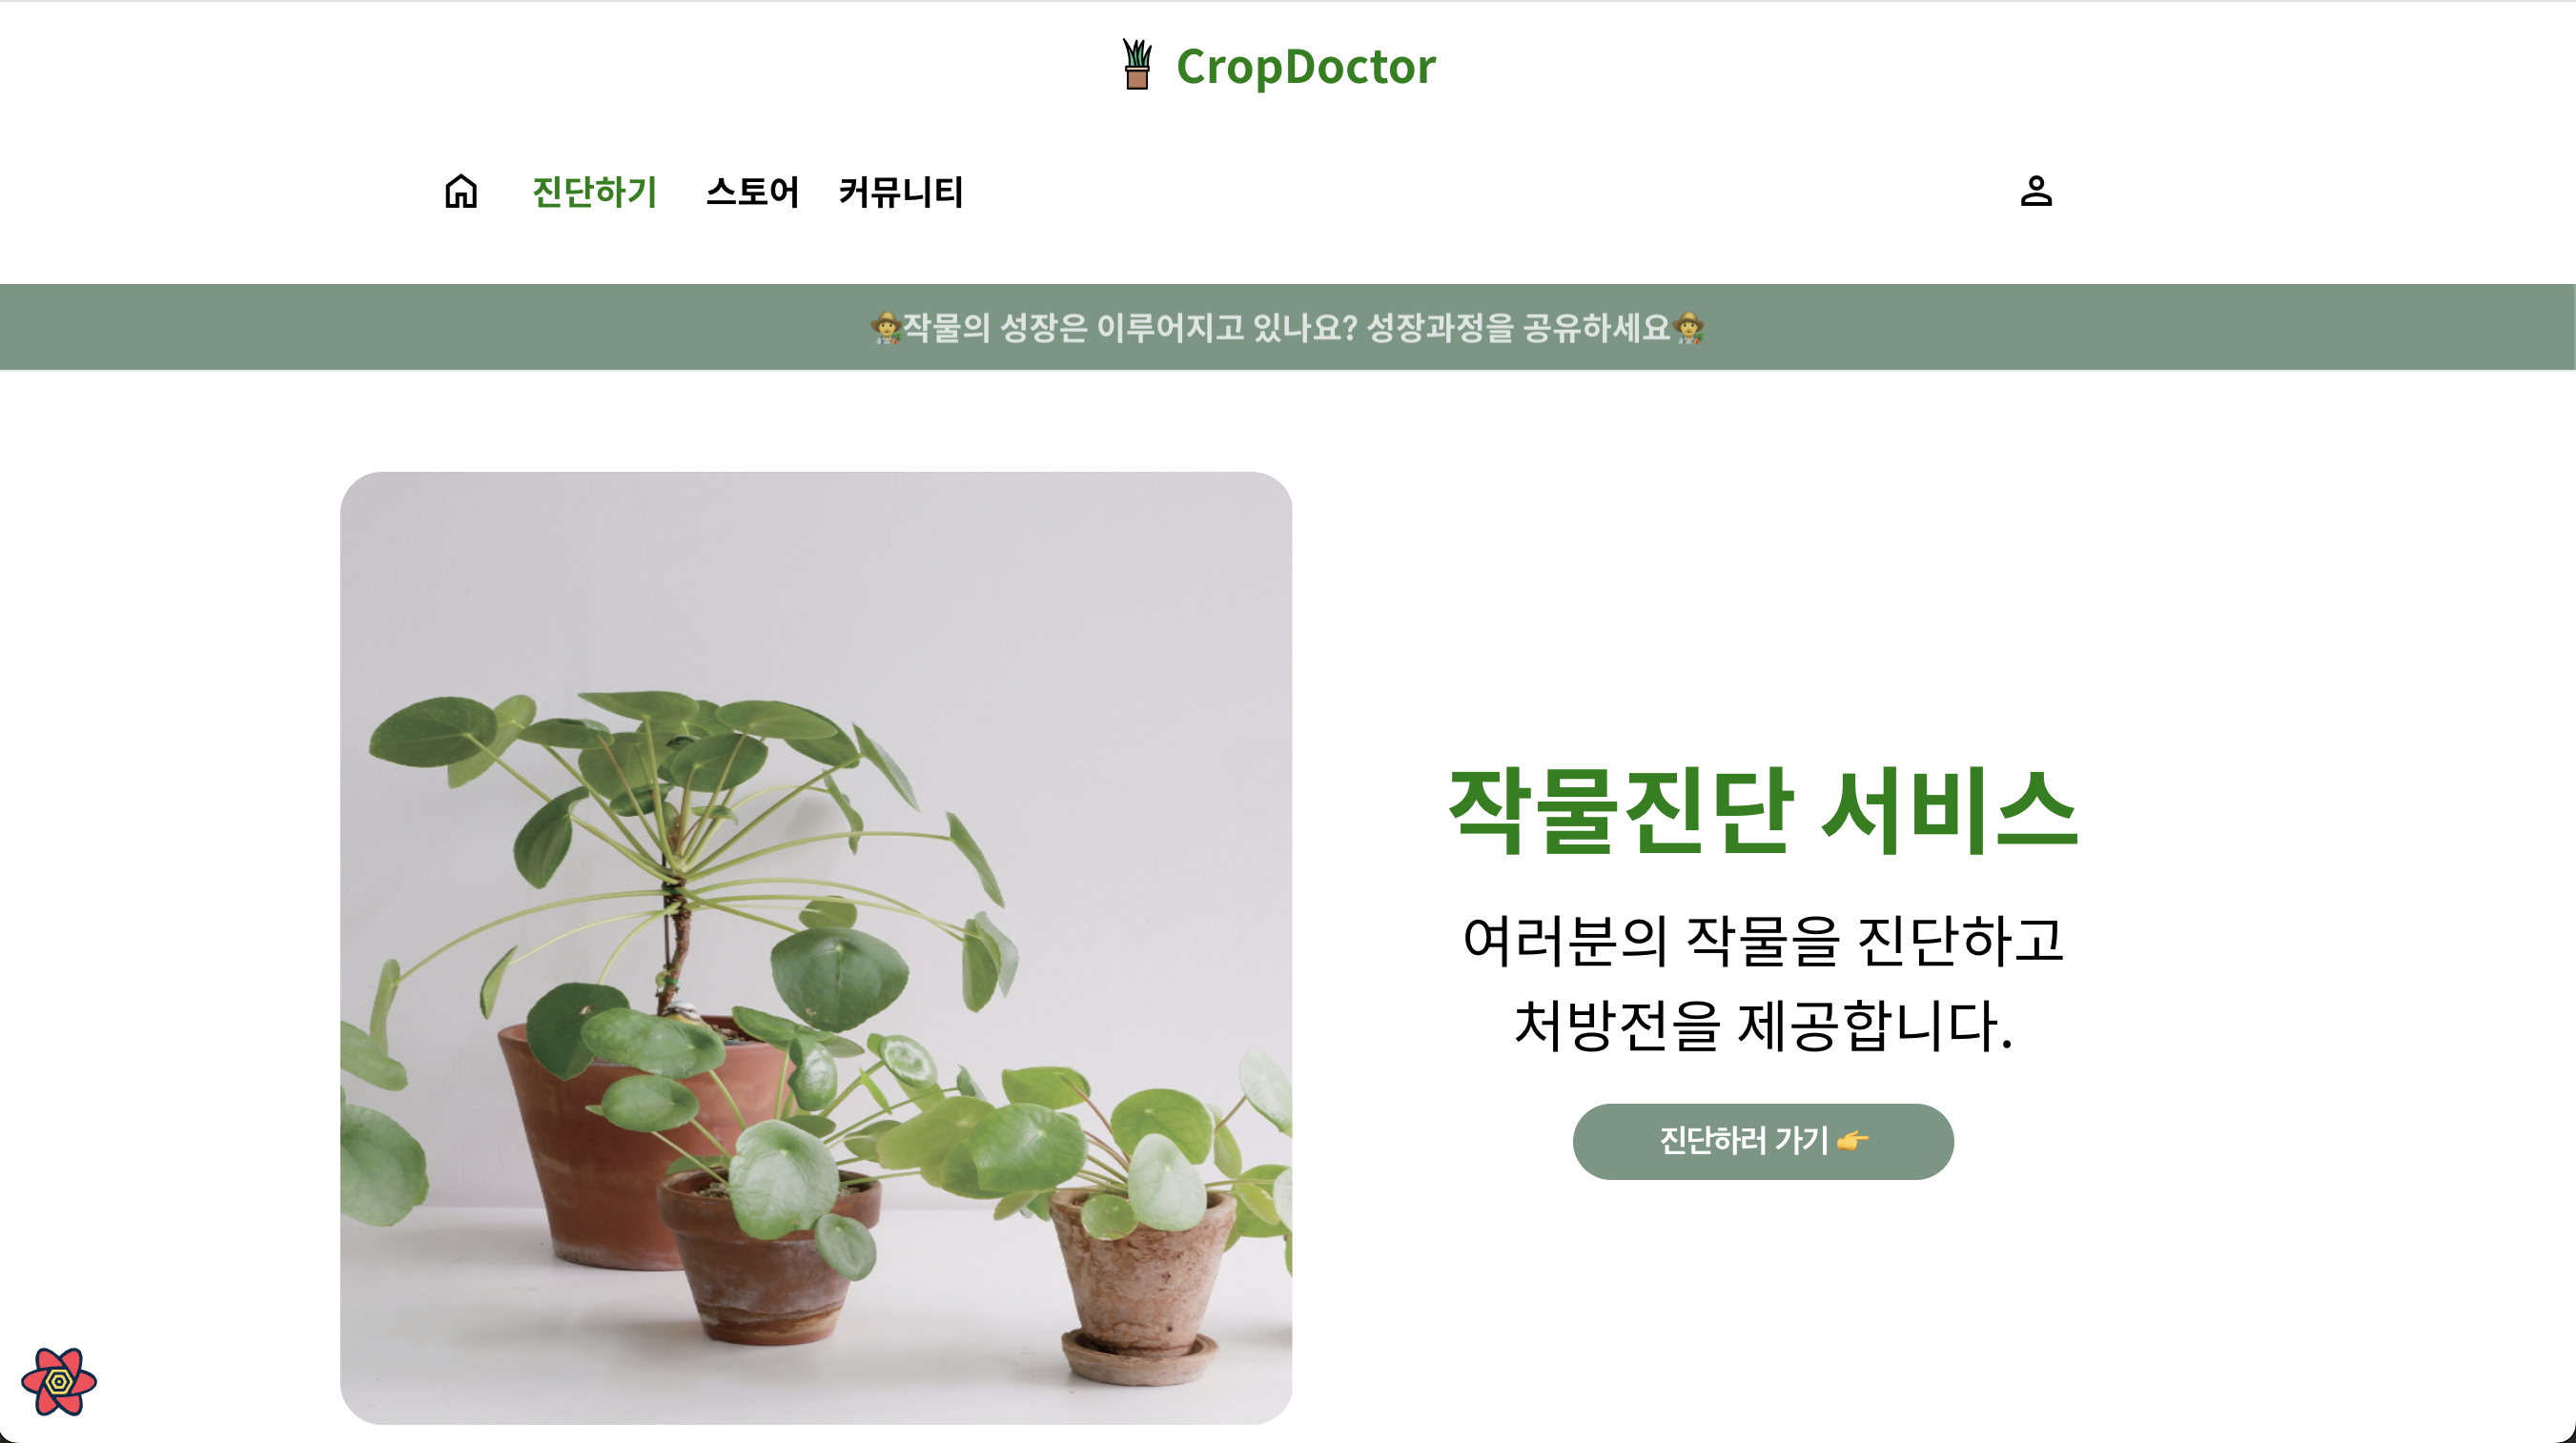 CropDoctor
진단하기 스토어 커뮤니티
🧑‍🌾작물의 성장은 이루어지고 있나요? 성장과정을 공유하세요🧑‍🌾
작물진단 서비스
여러분의 작물을 진단하고
처방전을 제공합니다.
진단하러 가기 👉